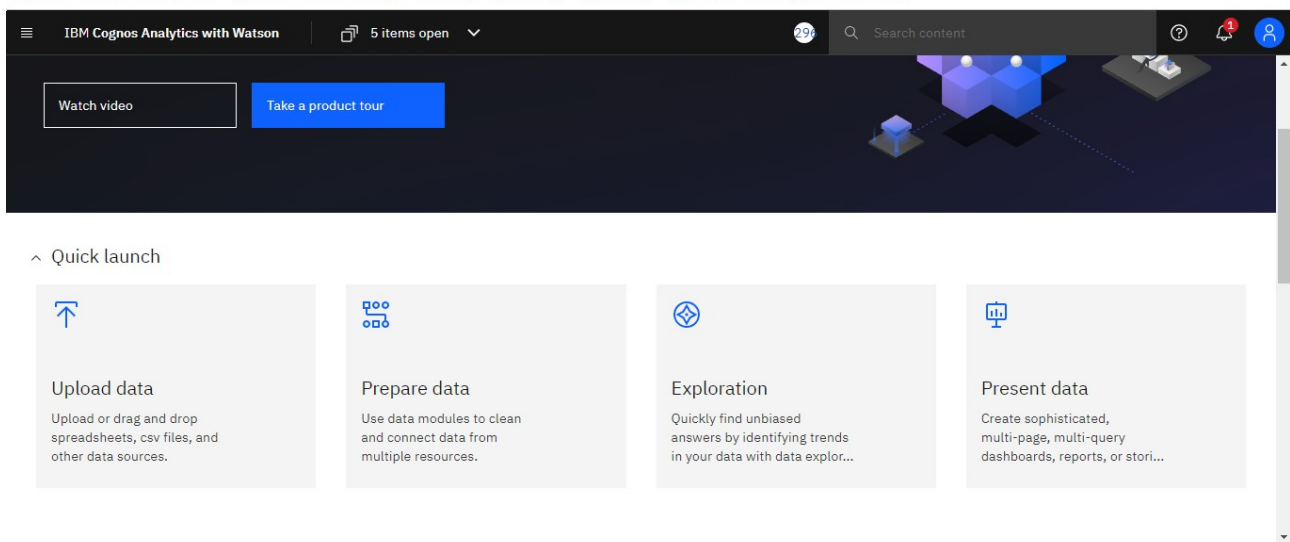 IBM Cognos Analytics with Watson
5 items open
296
Search content
1
Watch video
Take a product tour
Quick launch
Upload data
Upload or drag and drop
spreadsheets, csv files, and
other data sources.
Prepare data
Use data modules to clean
and connect data from
multiple resources.
Exploration
Quickly find unbiased
answers by identifying trends
in your data with data explor...
Present data
Create sophisticated,
multi-page, multi-query
dashboards, reports, or stori...